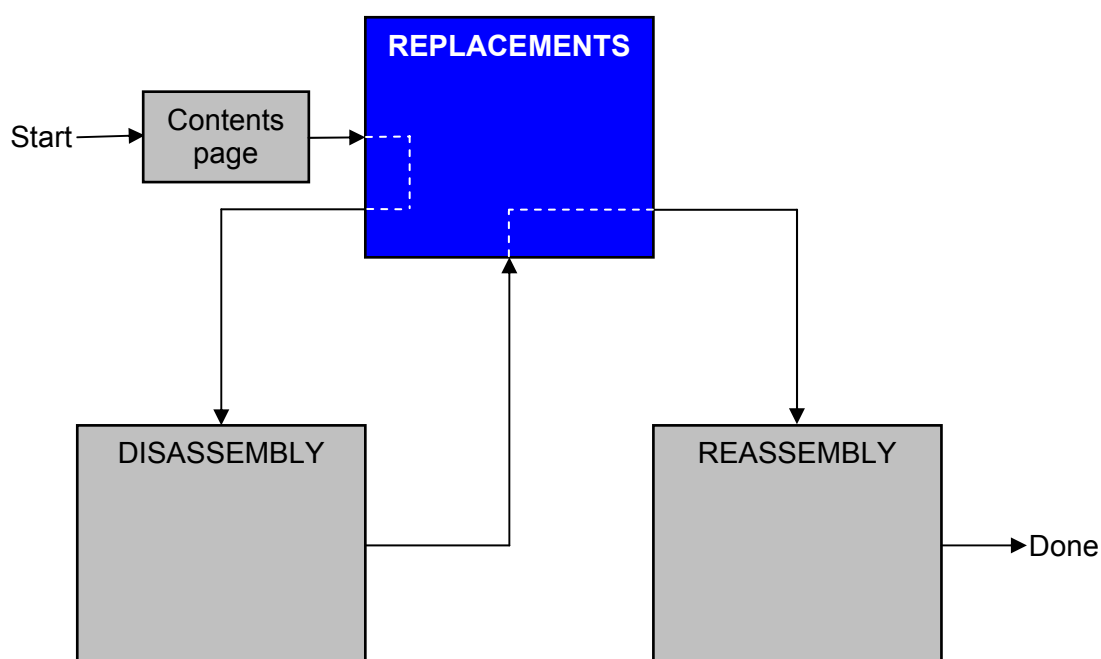 REPLACEMENTS
Start
Contents
page
DISASSEMBLY
REASSEMBLY
Done